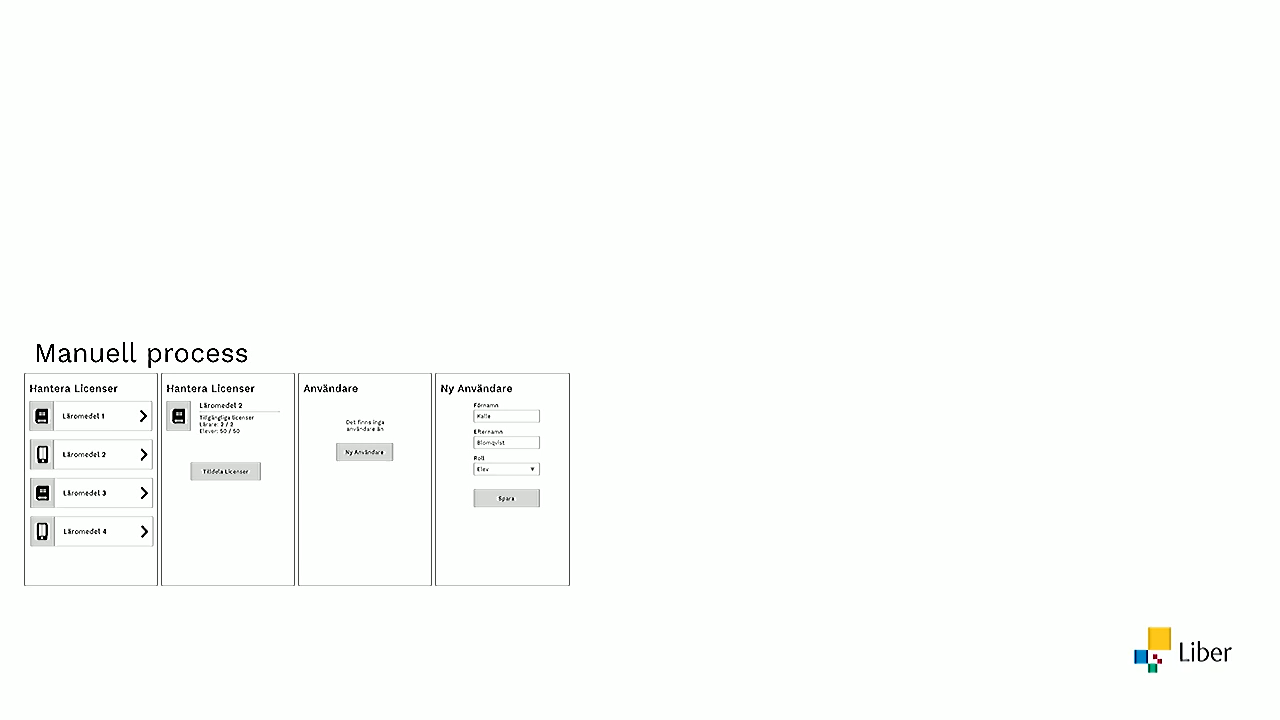 Manuell process
Hantera Licenser
Läromedel 1
Läromedel 2
Läromedel 3
Läromedel 4
Hantera Licenser
Läromedel 2
Tillgängliga licenser
Lärare: 2 / 2
Elever: 50 / 50
Tilldela Licenser
Användare
Det finns inga
användare än
Ny Användare
Ny Användare
Förnamn
Kalle
Efternamn
Blomqvist
Roll
Elev
Spara
Liber